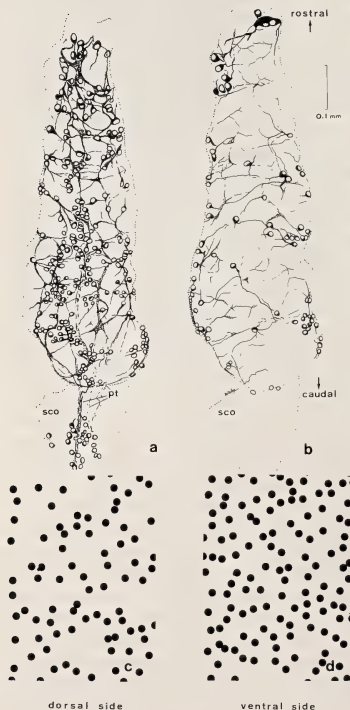 rostral
0.1 mm
caudal
pt
sco
sco
a
b
c
d
dorsal side
ventral side